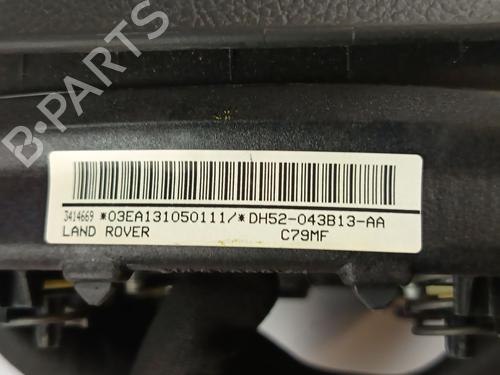 B-PARTS
3414669 *03EA131050111/* DH52-043B13-AA
LAND ROVER C79MF